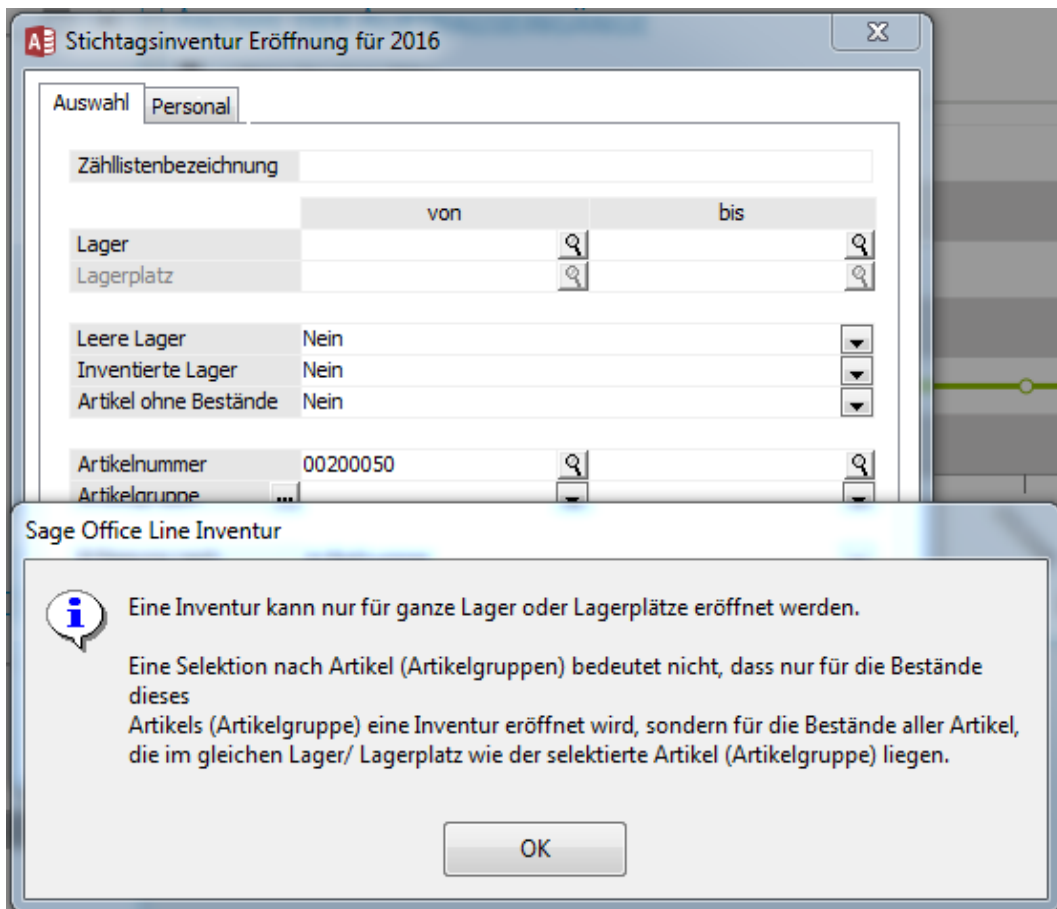 Stichtagsinventur Eröffnung für 2016
Auswahl
Personal
Zähllistenbezeichnung
von
bis
Lager
Lagerplatz
Leere Lager
Nein
Inventierte Lager
Nein
Artikel ohne Bestände
Nein
Artikelnummer
00200050
Artikelgruppe
...
Sage Office Line Inventur
Eine Inventur kann nur für ganze Lager oder Lagerplätze eröffnet werden.
Eine Selektion nach Artikel (Artikelgruppen) bedeutet nicht, dass nur für die Bestände
dieses
Artikels (Artikelgruppe) eine Inventur eröffnet wird, sondern für die Bestände aller Artikel,
die im gleichen Lager/ Lagerplatz wie der selektierte Artikel (Artikelgruppe) liegen.
OK